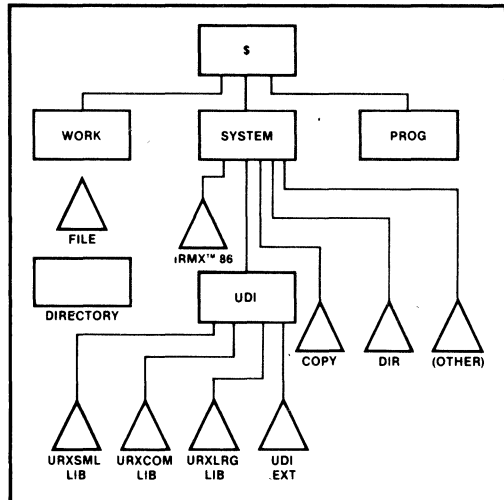 $
WORK
SYSTEM
PROG
FILE
iRMX™ 86
DIRECTORY
UDI
COPY
DIR
(OTHER)
URXSML
LIB
URXCOM
LIB
URXLRG
LIB
UDI
.EXT